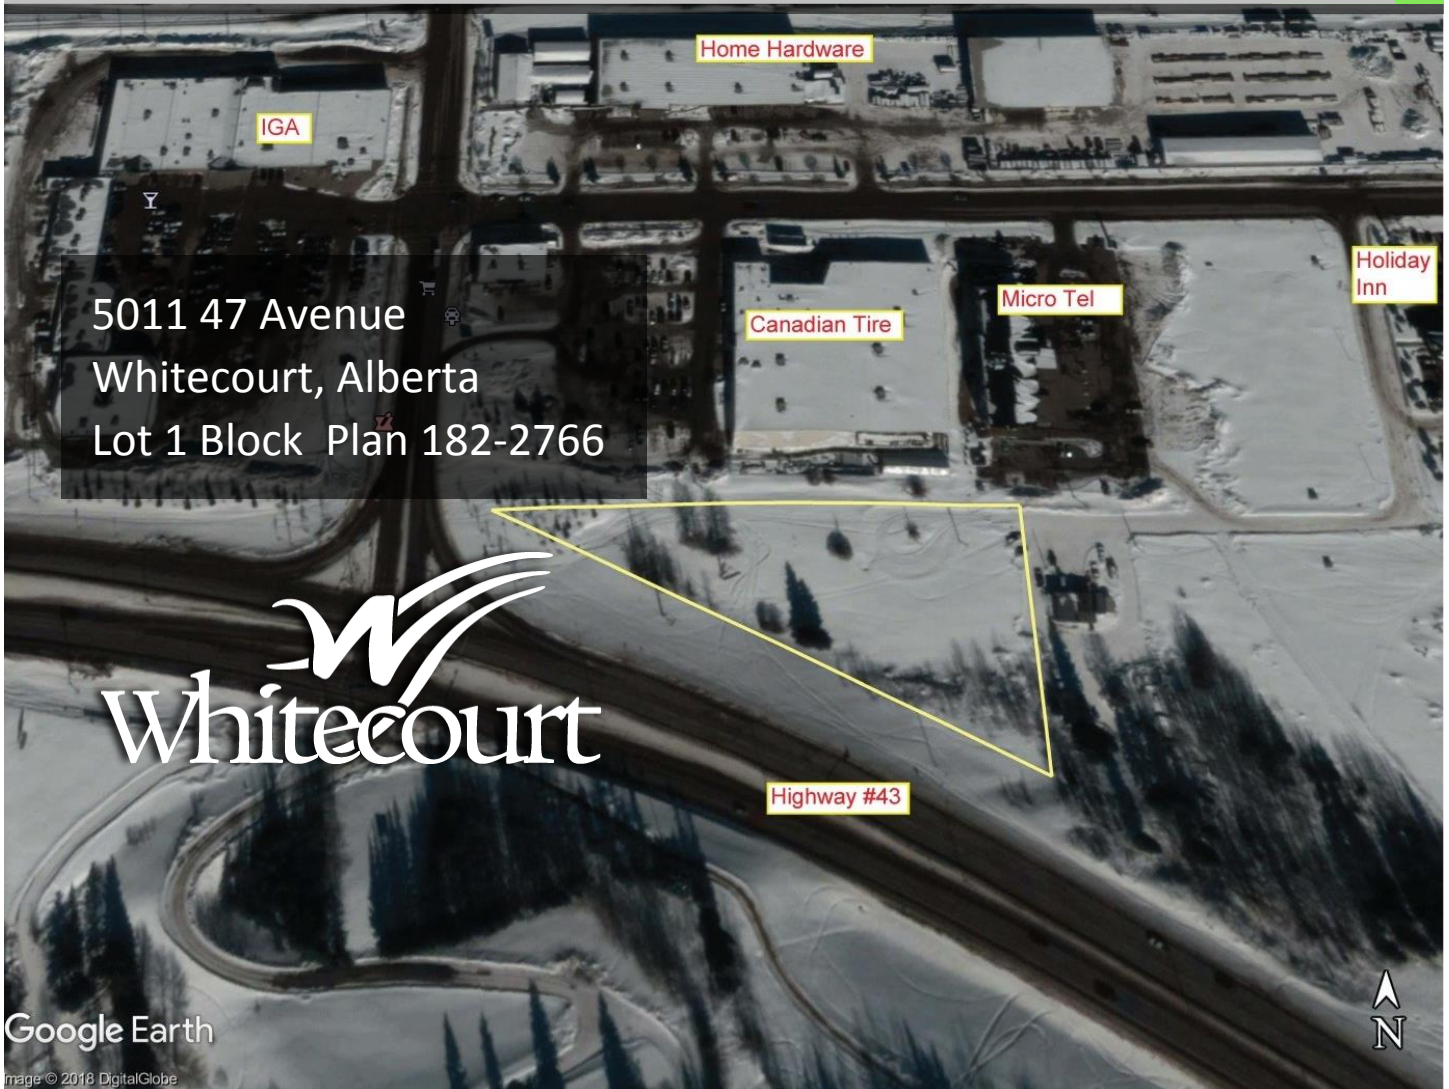 Home Hardware
IGA
Holiday
Inn
Micro Tel
Canadian Tire
5011 47 Avenue
Whitecourt, Alberta
Lot 1 Block  Plan 182-2766
Whitecourt
Highway #43
N
Google Earth
mage © 2018 DigitalGlobe